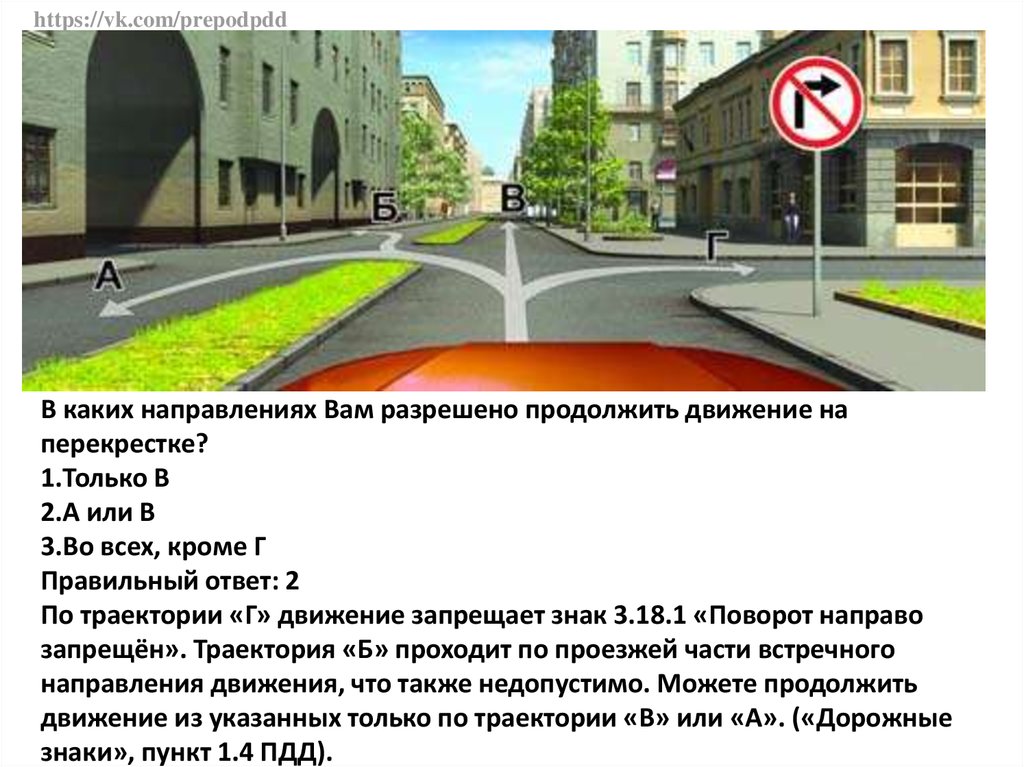 https://vk.com/prepodpdd
Б
В
А
Г
В каких направлениях Вам разрешено продолжить движение на
перекрестке?
1.Только В
2.А или В
3.Во всех, кроме Г
Правильный ответ: 2
По траектории «Г» движение запрещает знак 3.18.1 «Поворот направо
запрещён». Траектория «Б» проходит по проезжей части встречного
направления движения, что также недопустимо. Можете продолжить
движение из указанных только по траектории «В» или «А». («Дорожные
знаки», пункт 1.4 ПДД).